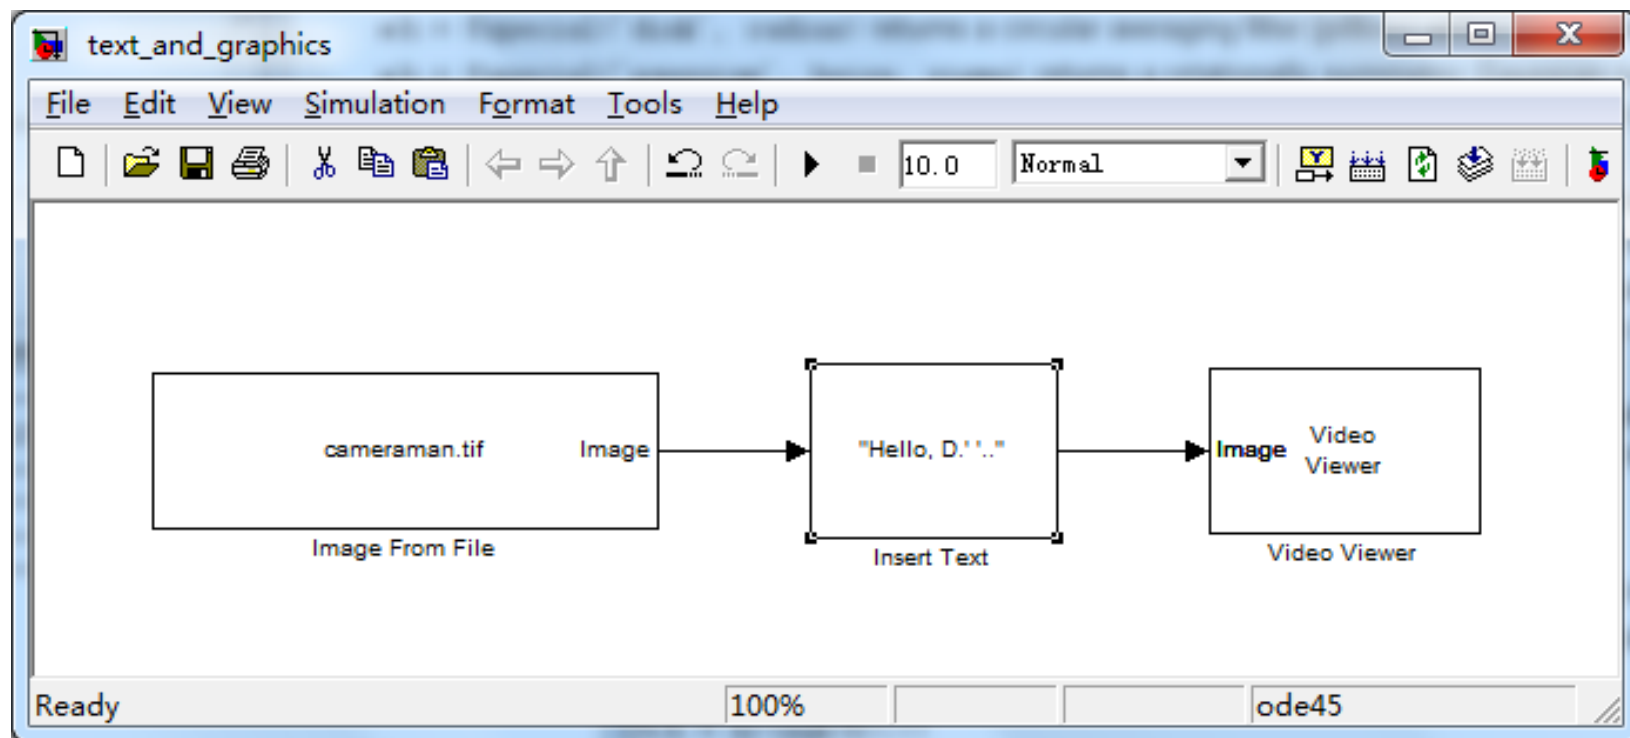 text_and_graphics
File Edit View Simulation Format Tools Help
10.0 Normal
cameraman.tif Image
Image From File
"Hello, D.' '.."
Insert Text
Image Video
Viewer
Video Viewer
Ready 100% ode45